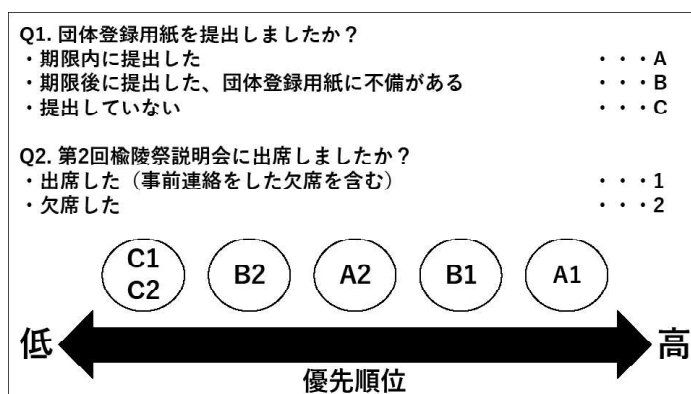 Q1. 団体登録用紙を提出しましたか？
・期限内に提出した ・・・A
・期限後に提出した、団体登録用紙に不備がある ・・・B
・提出していない ・・・C
Q2. 第2回楡陵祭説明会に出席しましたか？
・出席した（事前連絡をした欠席を含む） ・・・1
・欠席した ・・・2
C1
C2
B2
A2
B1
A1
低
高
優先順位